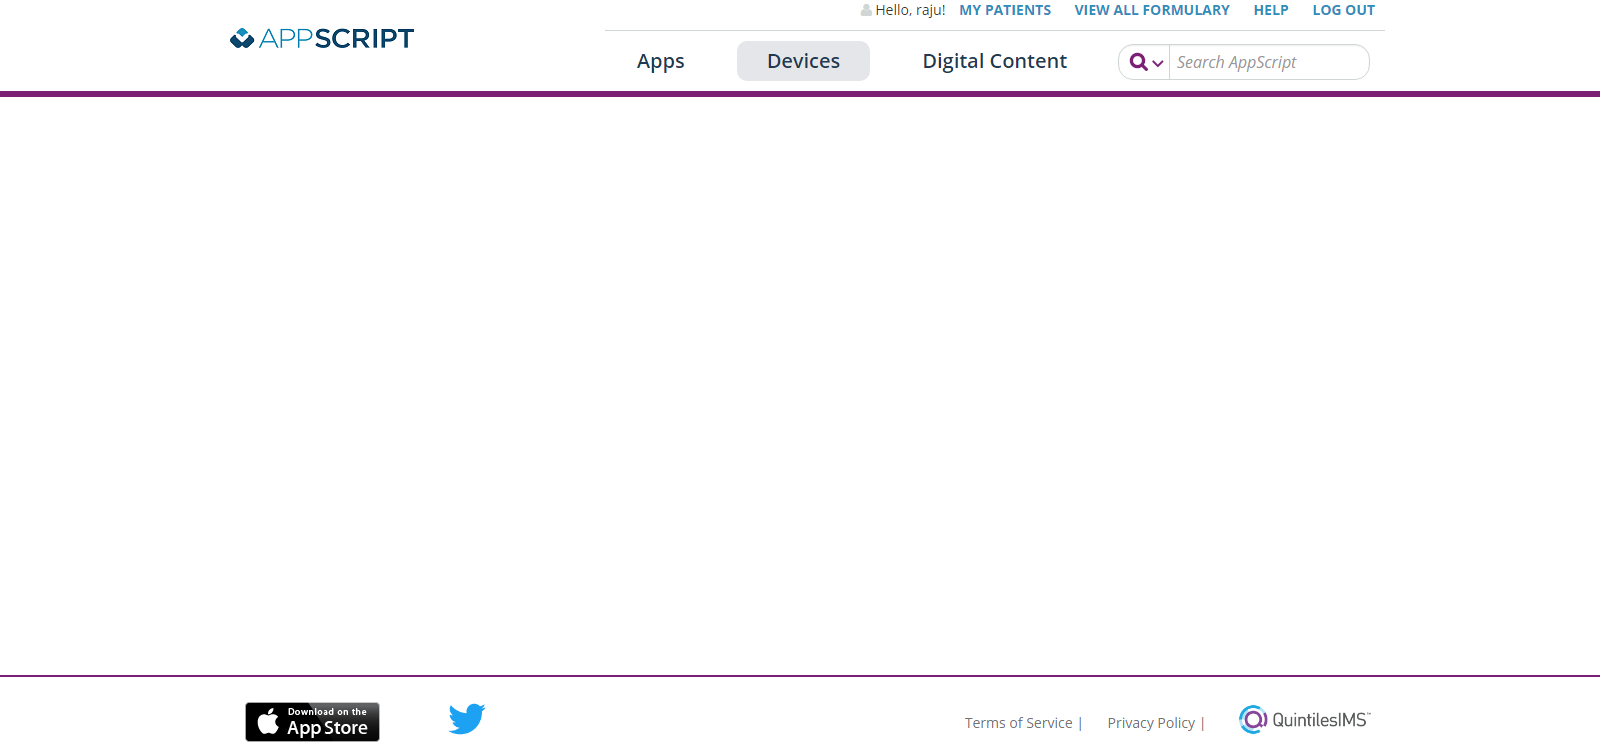 Hello, raju! MY PATIENTS VIEW ALL FORMULARY HELP LOG OUT
APPSCRIPT
Apps Devices Digital Content Search AppScript
Download on the
App Store
Terms of Service | Privacy Policy | QuintilesIMS™